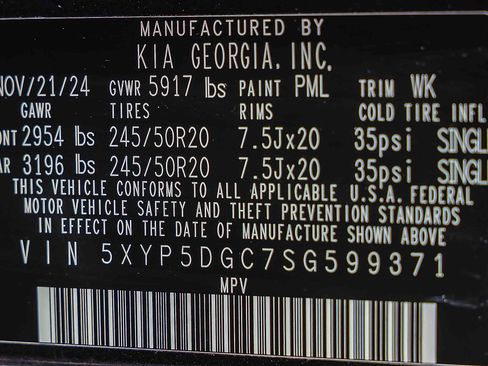 MANUFACTURED BY
KIA GEORGIA, INC.
NOV/21/24 GVWR 5917 lbs PAINT PML TRIM WK
GAWR TIRES RIMS COLD TIRE INFL
NT 2954 lbs 245/50R20 7.5Jx20 35psi SINGL
AR 3196 lbs 245/50R20 7.5Jx20 35psi SINGL
THIS VEHICLE CONFORMS TO ALL APPLICABLE U.S.A. FEDERAL
MOTOR VEHICLE SAFETY AND THEFT PREVENTION STANDARDS
IN EFFECT ON THE DATE OF MANUFACTURE SHOWN ABOVE
VIN 5XYP5DGC7SG599371
MPV